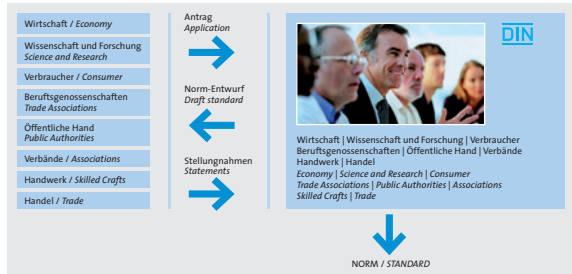 Wirtschaft / Economy
Wissenschaft und Forschung
Science and Research
Verbraucher / Consumer
Beruftsgenossenschaften
Trade Associations
Öffentliche Hand
Public Authorities
Verbände / Associations
Handwerk / Skilled Crafts
Handel / Trade
Antrag
Application
Norm-Entwurf
Draft standard
Stellungnahmen
Statements
DIN
Wirtschaft | Wissenschaft und Forschung | Verbraucher
Beruftsgenossenschaften | Öffentliche Hand | Verbände
Handwerk | Handel
Economy | Science and Research | Consumer
Trade Associations | Public Authorities | Associations
Skilled Crafts | Trade
NORM / STANDARD